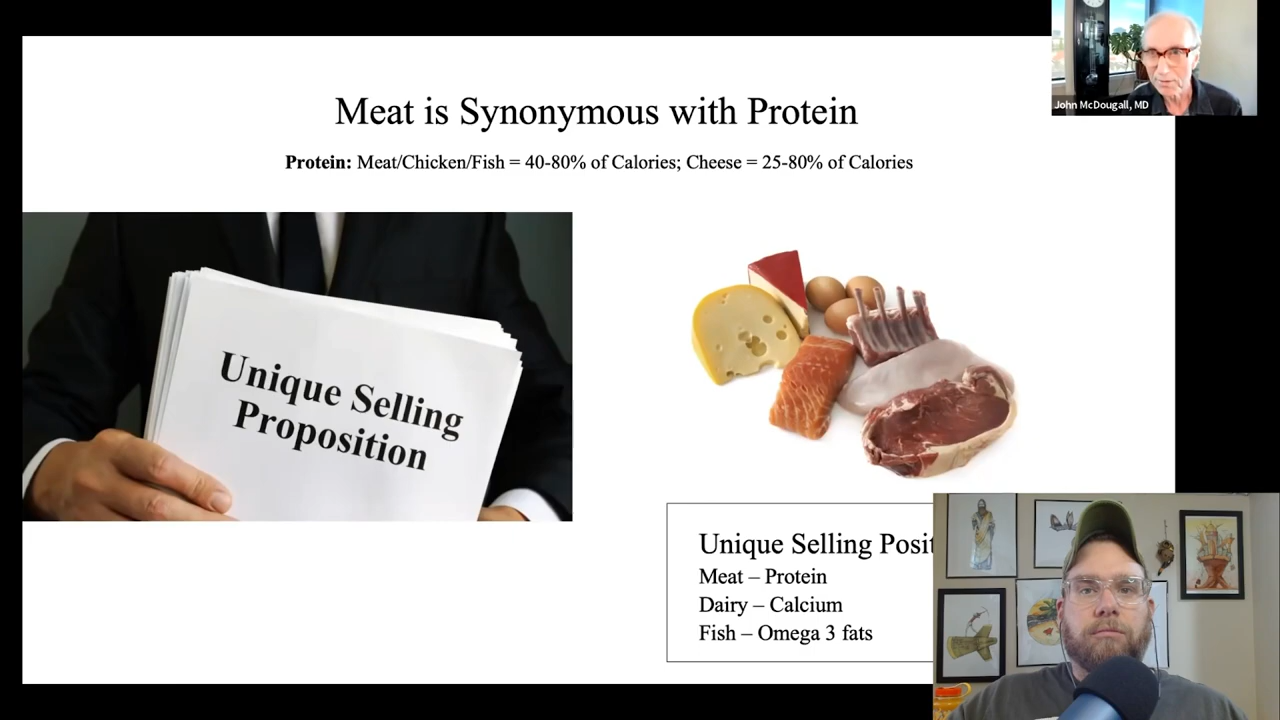 John McDougall, MD
Meat is Synonymous with Protein
Protein: Meat/Chicken/Fish = 40-80% of Calories; Cheese = 25-80% of Calories
Unique Selling
Proposition
Unique Selling Posit
Meat – Protein
Dairy – Calcium
Fish – Omega 3 fats